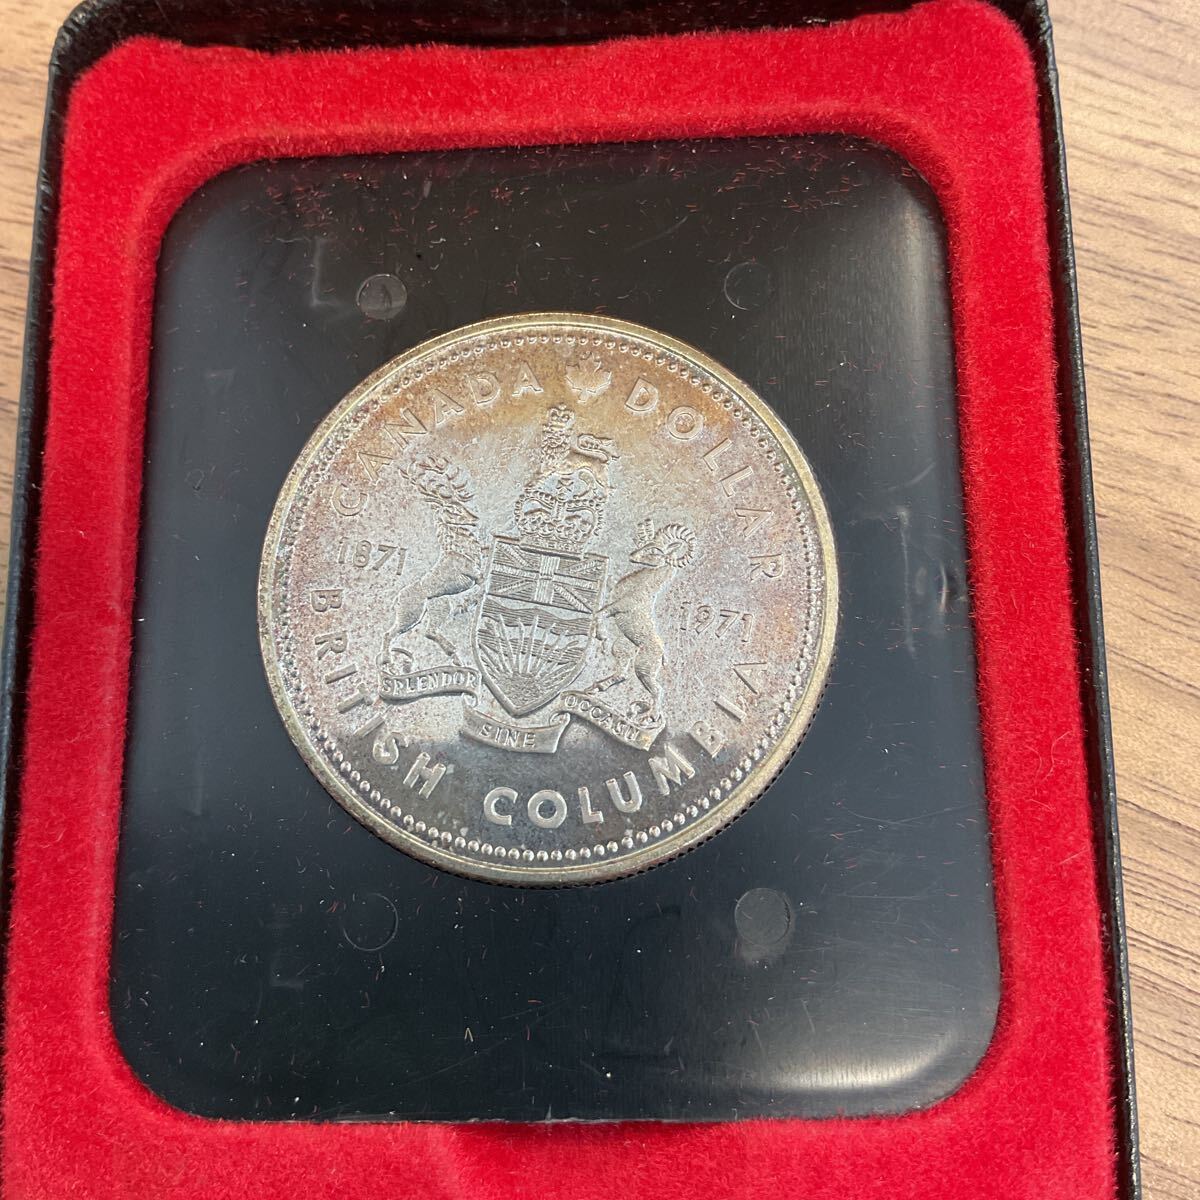 CANADA DOLLAR
1871
1971
SPLENDOR
SINE
OCCASU
BRITISH COLUMBIA